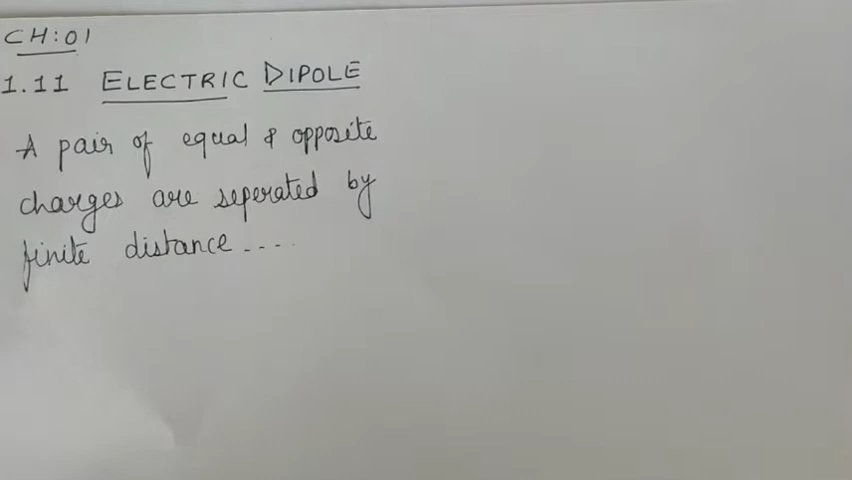 CH:01
1.11 ELECTRIC DIPOLE
A pair of equal & opposite
charges are seperated by
finite distance....